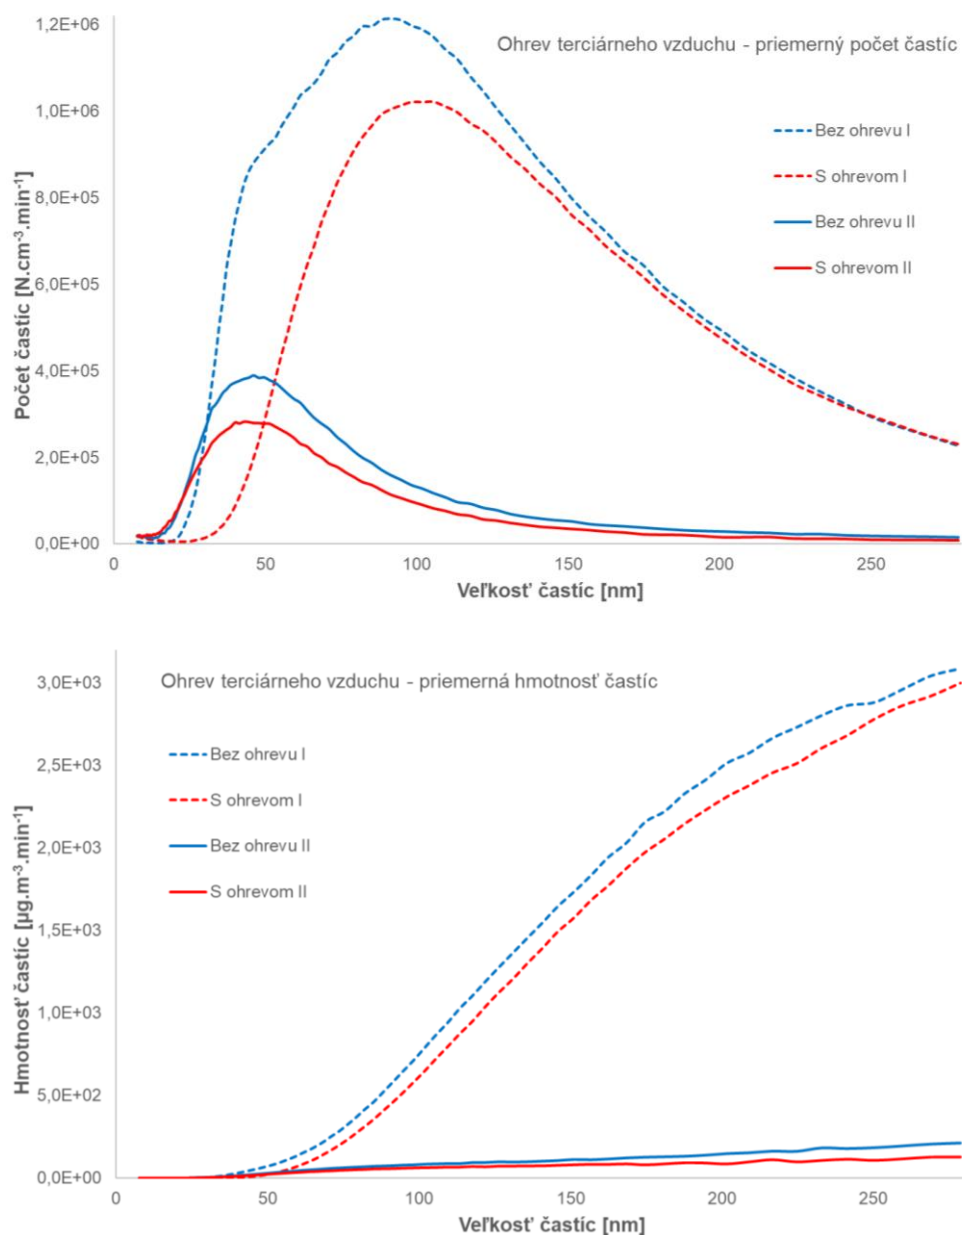 Ohrev terciárneho vzduchu - priemerný počet častíc
Počet častíc [N.cm⁻³.min⁻¹]
1,2E+06
1,0E+06
8,0E+05
6,0E+05
4,0E+05
2,0E+05
0,0E+00
Bez ohrevu I
S ohrevom I
Bez ohrevu II
S ohrevom II
0 50 100 150 200 250
Veľkosť častíc [nm]
Ohrev terciárneho vzduchu - priemerná hmotnosť častíc
Hmotnosť častíc [µg.m⁻³.min⁻¹]
3,0E+03
2,5E+03
2,0E+03
1,5E+03
1,0E+03
5,0E+02
0,0E+00
Bez ohrevu I
S ohrevom I
Bez ohrevu II
S ohrevom II
0 50 100 150 200 250
Veľkosť častíc [nm]